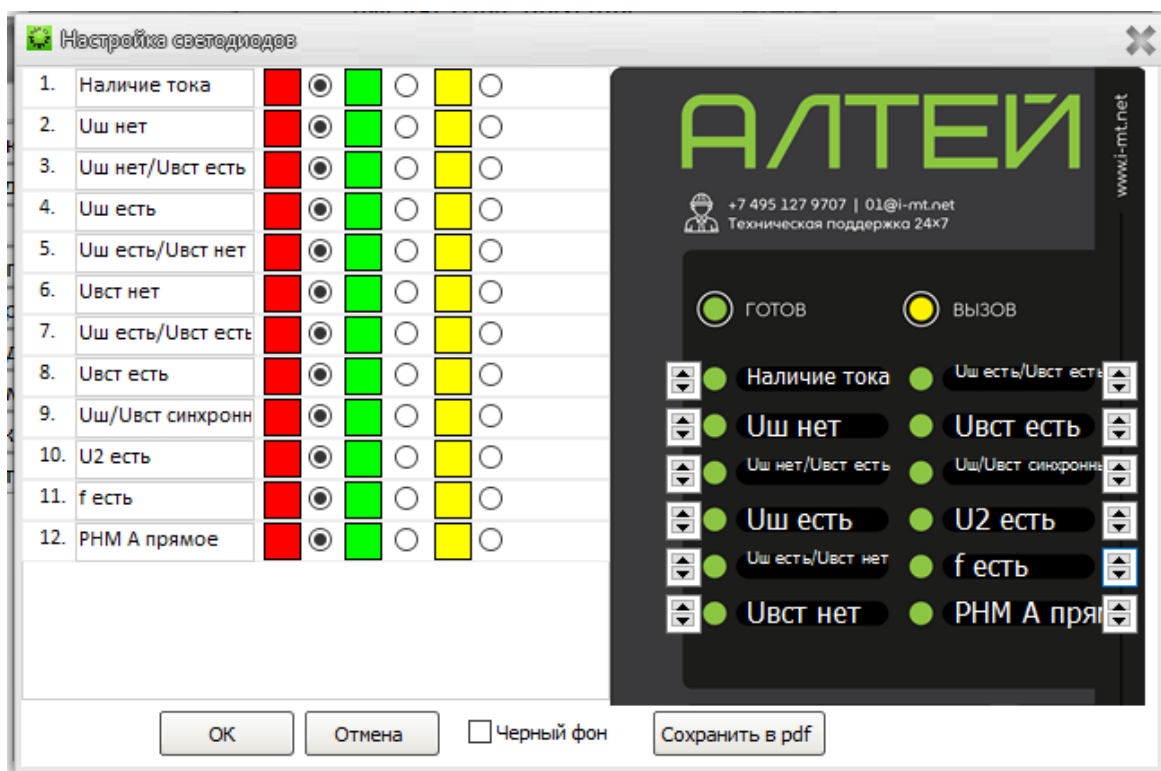 Настройка светодиодов
1. Наличие тока
2. Uш нет
3. Uш нет/Uвст есть
4. Uш есть
5. Uш есть/Uвст нет
6. Uвст нет
7. Uш есть/Uвст есть
8. Uвст есть
9. Uш/Uвст синхронн
10. U2 есть
11. f есть
12. РНМ А прямое
АЛТЕЙ
www.i-mt.net
+7 495 127 9707 | 01@i-mt.net
Техническая поддержка 24×7
ГОТОВ ВЫЗОВ
Наличие тока Uш есть/Uвст есть
Uш нет Uвст есть
Uш нет/Uвст есть Uш/Uвст синхронны
Uш есть U2 есть
Uш есть/Uвст нет f есть
Uвст нет РНМ А прям
ОК Отмена Черный фон Сохранить в pdf